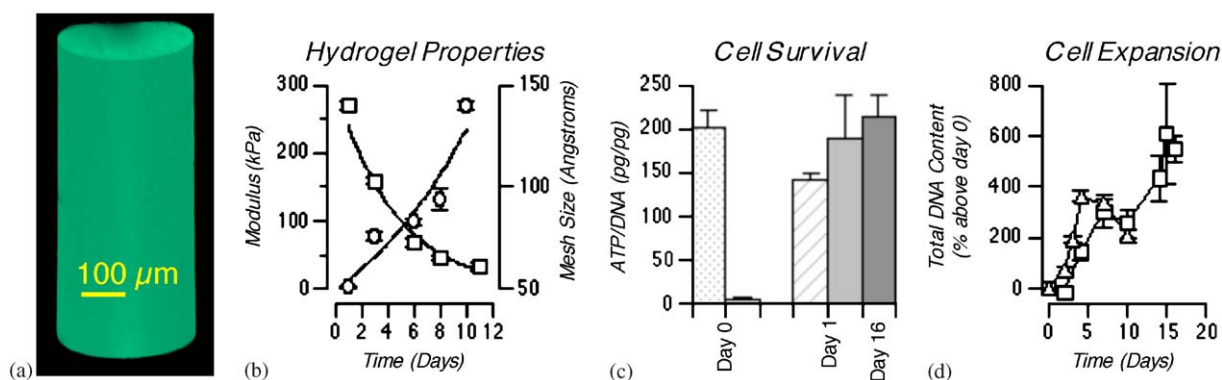 100 µm
(a)
Hydrogel Properties
300
200
100
0
Modulus (kPa)
150
100
50
Mesh Size (Angstroms)
0 2 4 6 8 10 12
Time (Days)
(b)
Cell Survival
250
200
150
100
50
0
ATP/DNA (pg/pg)
Day 0
Day 1
Day 16
(c)
Cell Expansion
800
600
400
200
0
Total DNA Content
(% above day 0)
0 5 10 15 20
Time (Days)
(d)